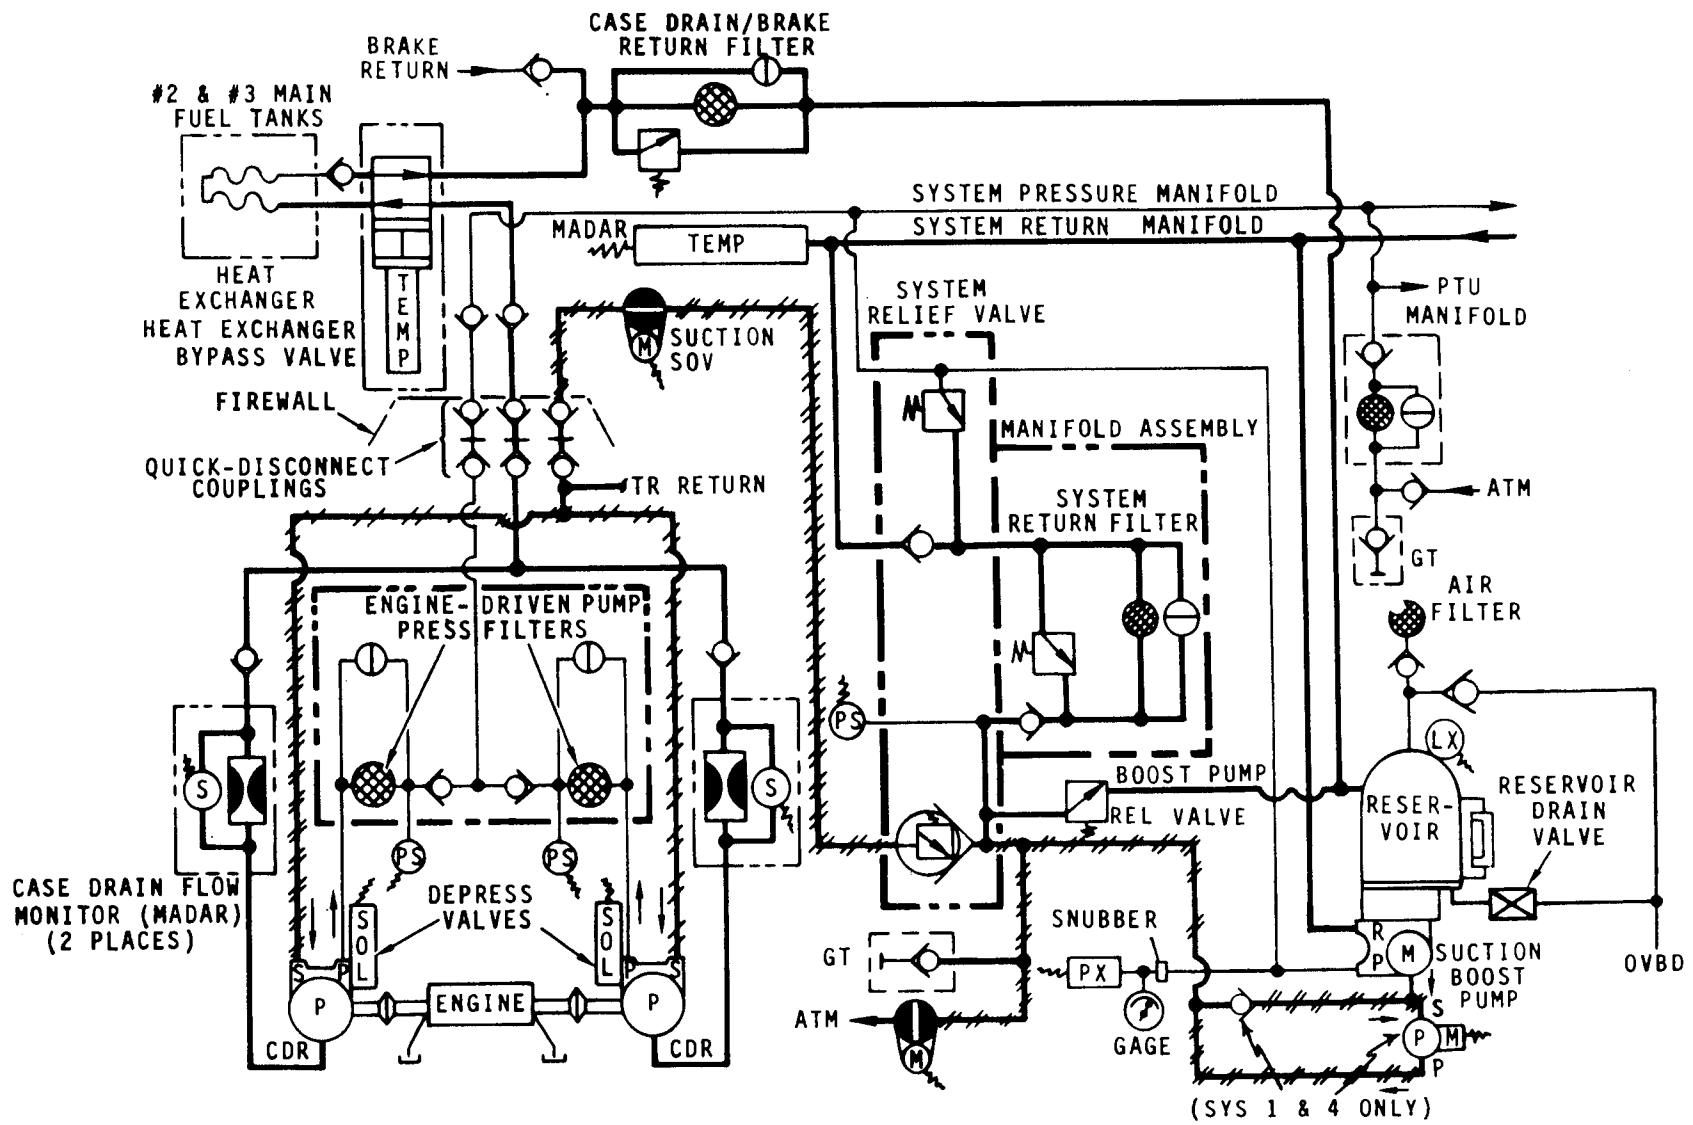 CASE DRAIN/BRAKE
RETURN FILTER
BRAKE
RETURN
#2 & #3 MAIN
FUEL TANKS
SYSTEM PRESSURE MANIFOLD
MADAR
TEMP
SYSTEM RETURN MANIFOLD
HEAT
EXCHANGER
HEAT EXCHANGER
BYPASS VALVE
TEMP
SYSTEM
RELIEF VALVE
PTU
MANIFOLD
M
SUCTION
SOV
FIREWALL
MANIFOLD ASSEMBLY
QUICK-DISCONNECT
COUPLINGS
TR RETURN
SYSTEM
RETURN FILTER
ATM
GT
AIR
FILTER
ENGINE-DRIVEN PUMP
PRESS FILTERS
PS
LX
S
S
BOOST PUMP
REL VALVE
RESER-
VOIR
RESERVOIR
DRAIN
VALVE
PS
PS
CASE DRAIN FLOW
MONITOR (MADAR)
(2 PLACES)
DEPRESS
VALVES
SOL
SOL
SNUBBER
GT
PX
R
P
M
SUCTION
BOOST
PUMP
OVBD
S
P
P
S
P
ENGINE
P
ATM
M
GAGE
S
P
M
P
CDR
CDR
(SYS 1 & 4 ONLY)